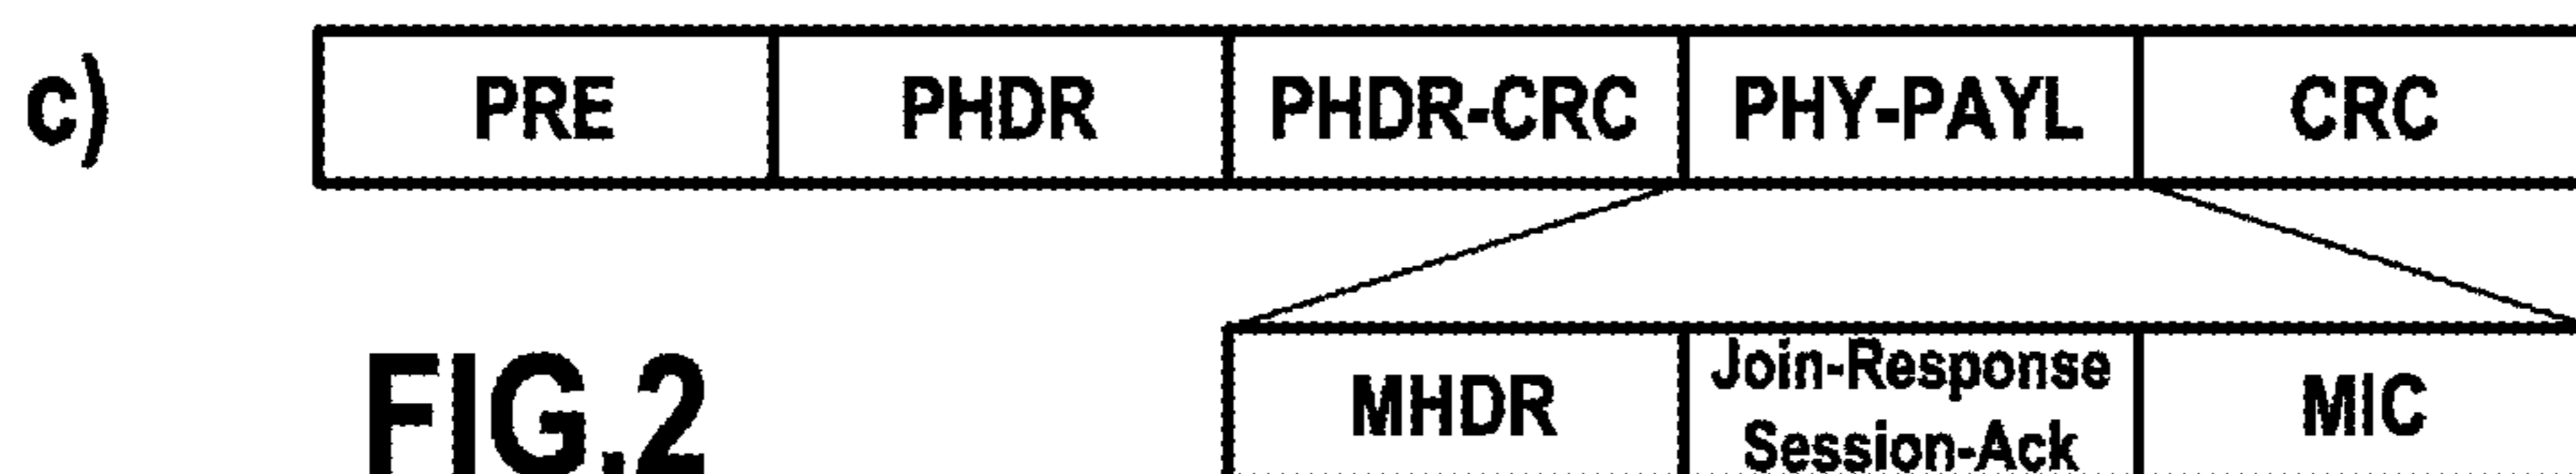 c) PRE PHDR PHDR-CRC PHY-PAYL CRC
MHDR Join-Response Session-Ack MIC
FIG.2